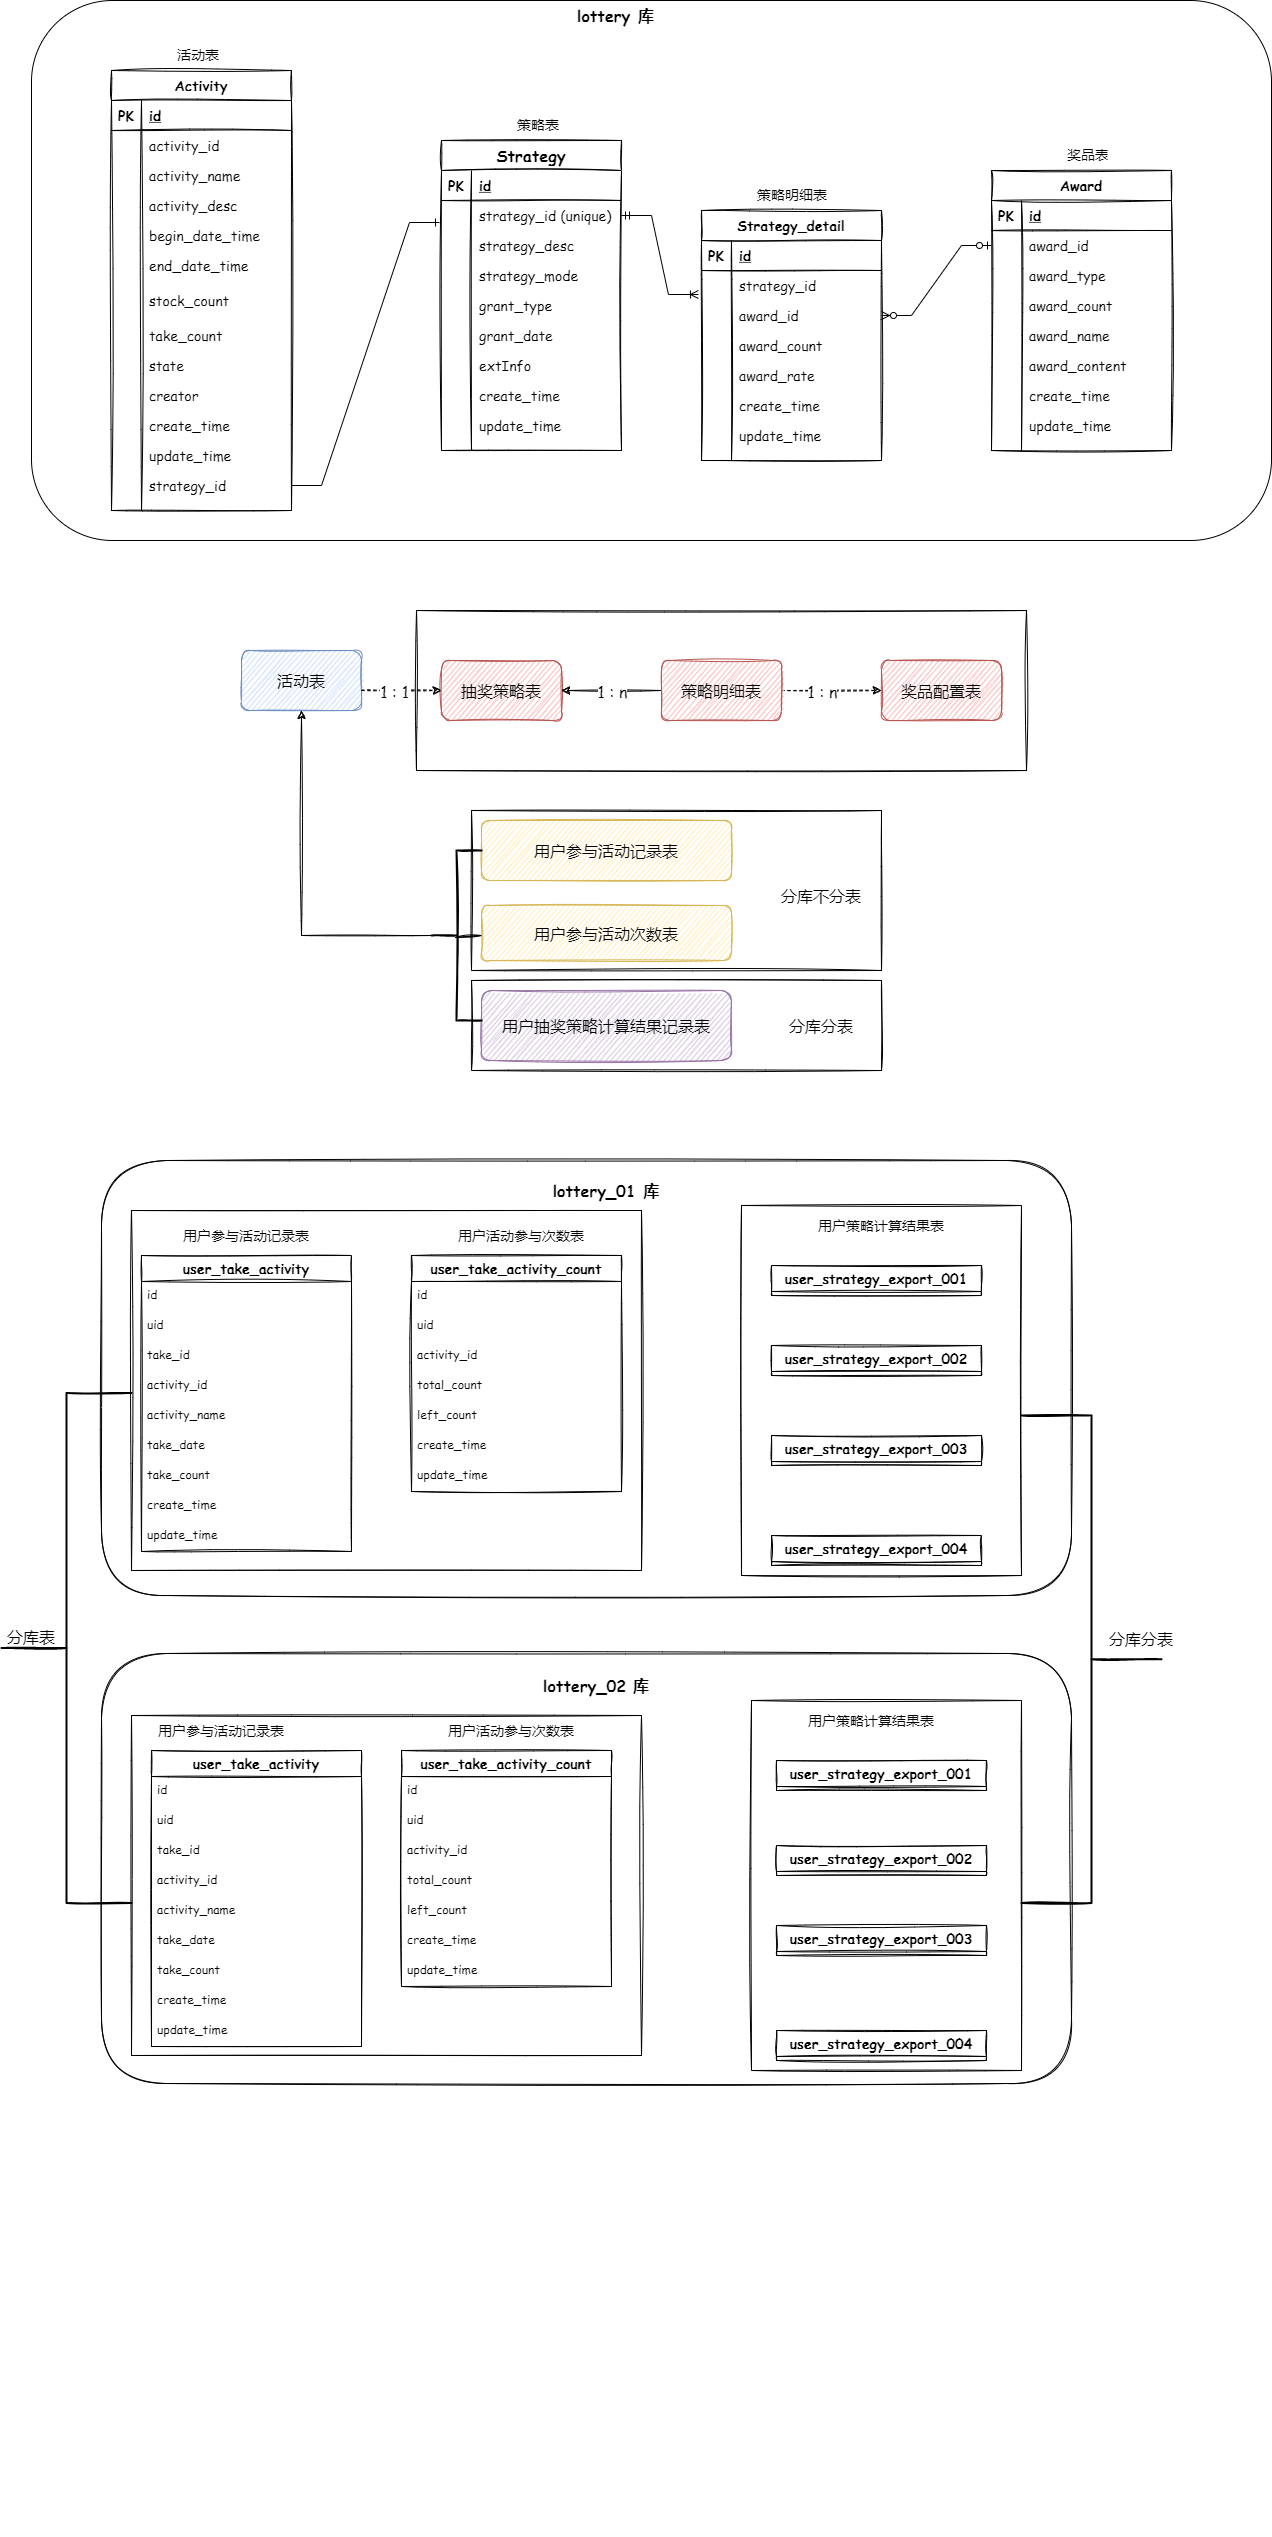 lottery 库
活动表
Activity
PK id
activity_id
activity_name
activity_desc
begin_date_time
end_date_time
stock_count
take_count
state
creator
create_time
update_time
strategy_id
策略表
Strategy
PK id
strategy_id (unique)
strategy_desc
strategy_mode
grant_type
grant_date
extInfo
create_time
update_time
策略明细表
Strategy_detail
PK id
strategy_id
award_id
award_count
award_rate
create_time
update_time
奖品表
Award
PK id
award_id
award_type
award_count
award_name
award_content
create_time
update_time
活动表
1 : 1
抽奖策略表
1 : n
策略明细表
1 : n
奖品配置表
用户参与活动记录表
分库不分表
用户参与活动次数表
用户抽奖策略计算结果记录表
分库分表
lottery_01 库
用户参与活动记录表
user_take_activity
id
uid
take_id
activity_id
activity_name
take_date
take_count
create_time
update_time
用户活动参与次数表
user_take_activity_count
id
uid
activity_id
total_count
left_count
create_time
update_time
用户策略计算结果表
user_strategy_export_001
user_strategy_export_002
user_strategy_export_003
user_strategy_export_004
分库表
分库分表
lottery_02 库
用户参与活动记录表
user_take_activity
id
uid
take_id
activity_id
activity_name
take_date
take_count
create_time
update_time
用户活动参与次数表
user_take_activity_count
id
uid
activity_id
total_count
left_count
create_time
update_time
用户策略计算结果表
user_strategy_export_001
user_strategy_export_002
user_strategy_export_003
user_strategy_export_004